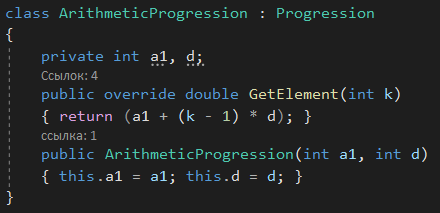 class ArithmeticProgression : Progression
{
private int a1, d;
Ссылок: 4
public override double GetElement(int k)
{ return (a1 + (k - 1) * d); }
ссылка: 1
public ArithmeticProgression(int a1, int d)
{ this.a1 = a1; this.d = d; }
}